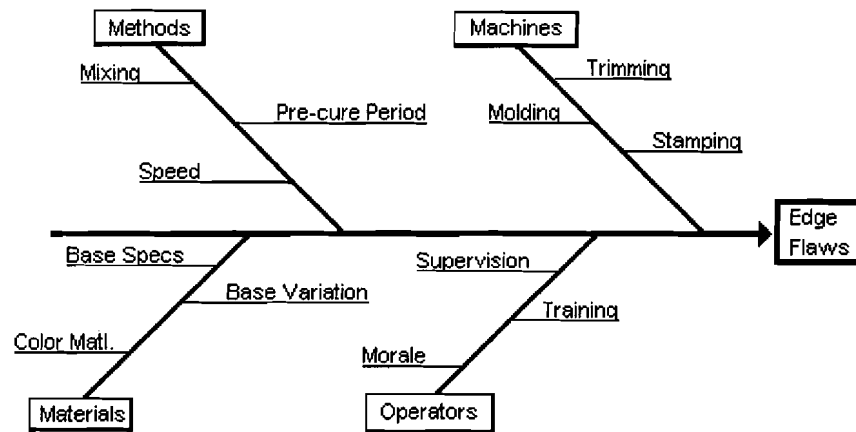 Methods
Machines
Mixing
Trimming
Pre-cure Period
Molding
Stamping
Speed
Edge
Flaws
Base Specs
Supervision
Base Variation
Training
Color Matl.
Morale
Materials
Operators